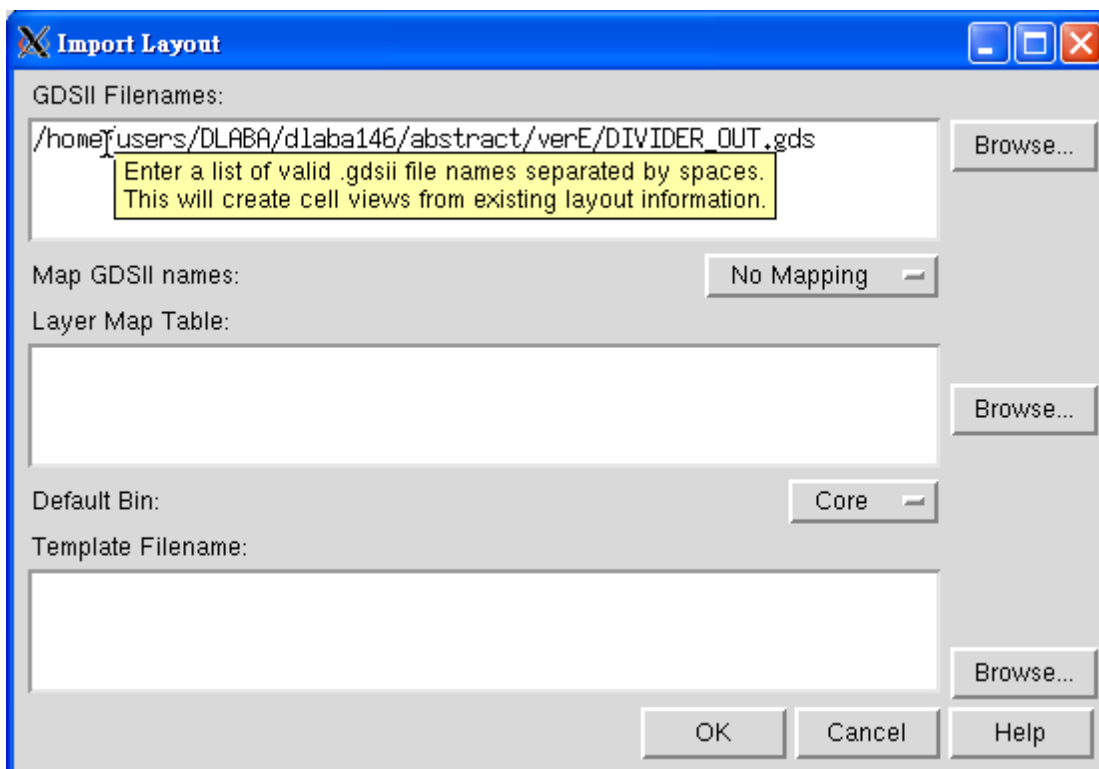 Import Layout
GDSII Filenames:
/home/users/DLABA/dlaba146/abstract/verE/DIVIDER_OUT.gds
Browse...
Enter a list of valid .gdsii file names separated by spaces.
This will create cell views from existing layout information.
Map GDSII names:
No Mapping
Layer Map Table:
Browse...
Default Bin:
Core
Template Filename:
Browse...
OK
Cancel
Help